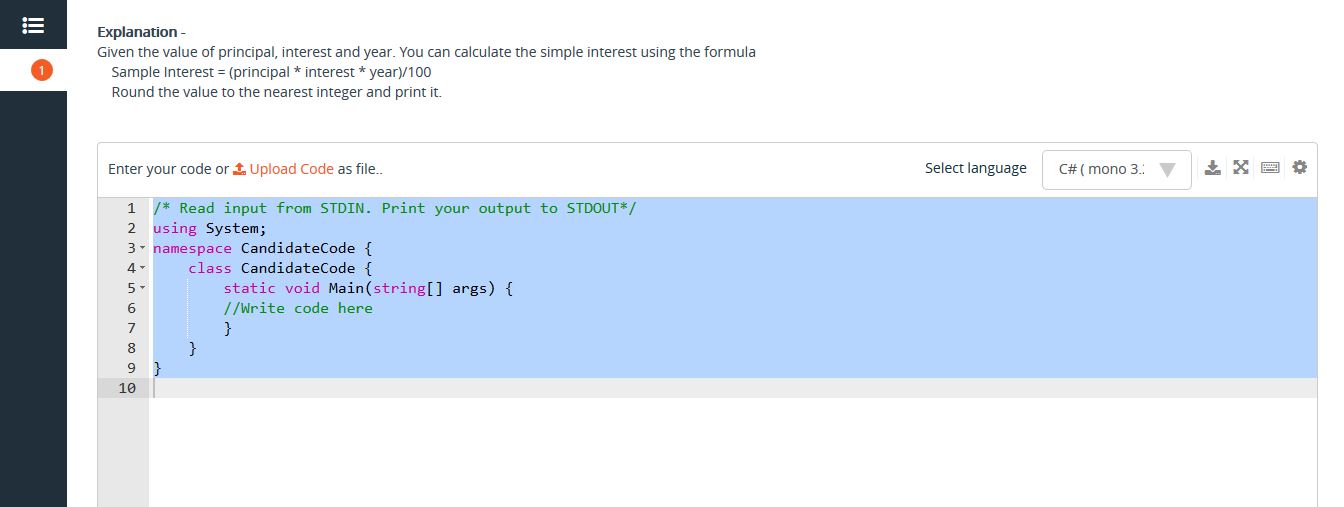 Explanation -
Given the value of principal, interest and year. You can calculate the simple interest using the formula
Sample Interest = (principal * interest * year)/100
Round the value to the nearest integer and print it.
1
Enter your code or Upload Code as file..
Select language
C# ( mono 3.
1 /* Read input from STDIN. Print your output to STDOUT*/
2 using System;
3 namespace CandidateCode {
4 class CandidateCode {
5 static void Main(string[] args) {
6 //Write code here
7 }
8 }
9 }
10